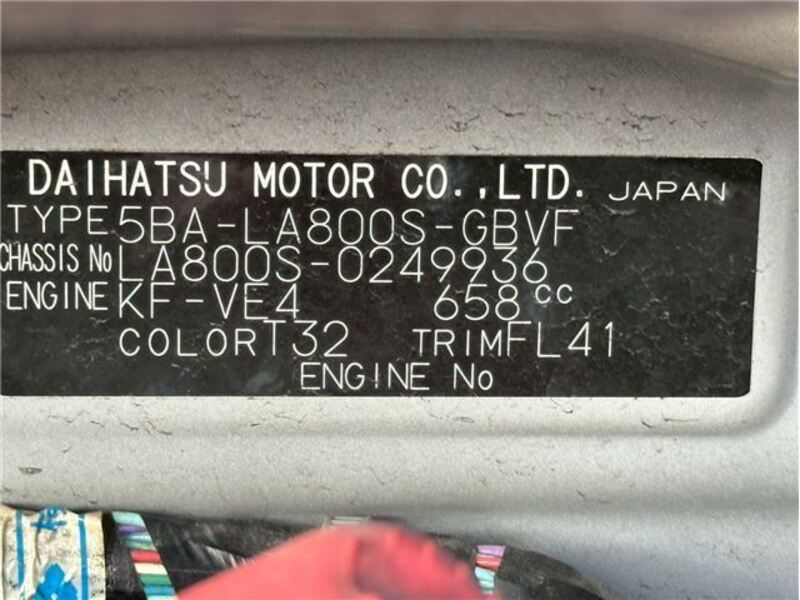 DAIHATSU MOTOR CO.,LTD. JAPAN
TYPE 5BA-LA800S-GBVF
CHASSIS No LA800S-0249936
ENGINE KF-VE4 658cc
COLOR T32 TRIM FL41
ENGINE No